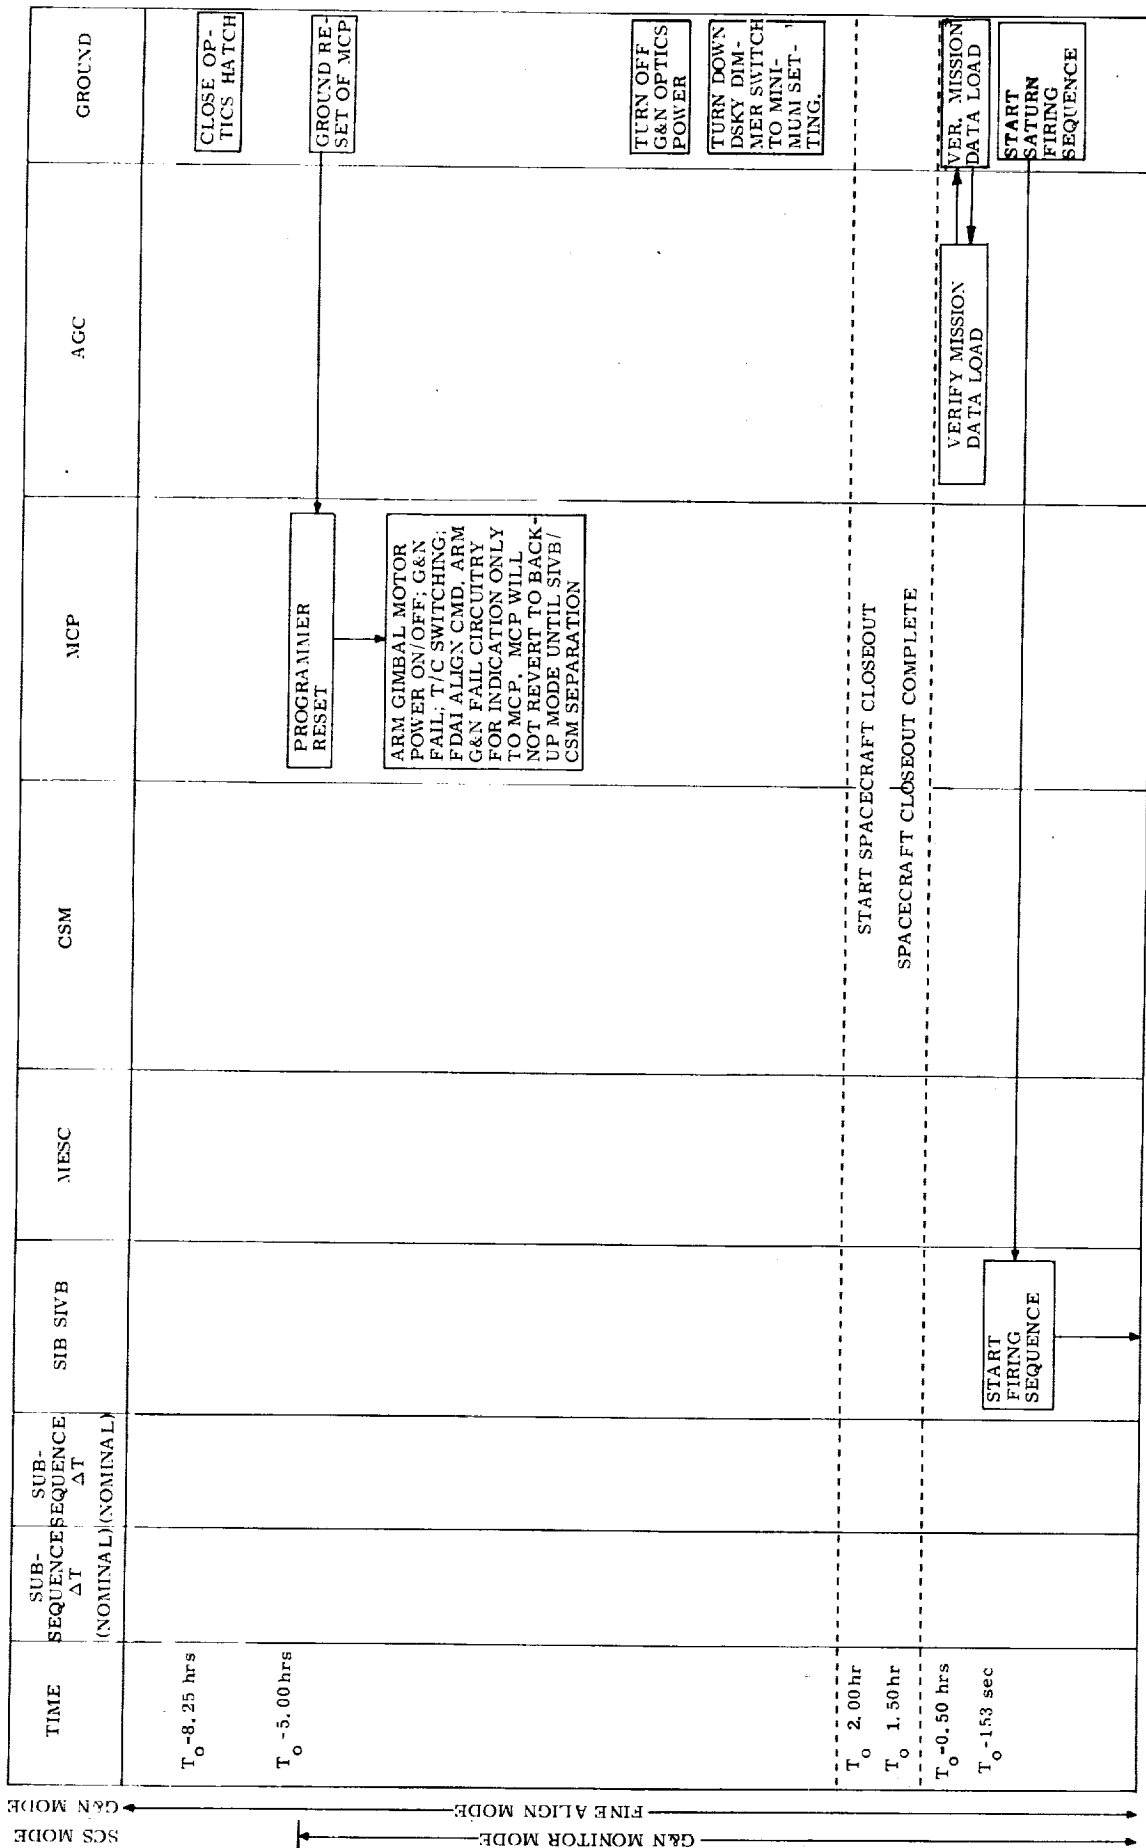 TIME
SUB-
SEQUENCE
ΔT
(NOMINAL)
SUB-
SEQUENCE
ΔT
(NOMINAL)
SIB SIVB
MESC
CSM
MCP
AGC
GROUND
T₀-8.25 hrs
CLOSE OP-
TICS HATCH
T₀-5.00hrs
PROGRAMMER
RESET
GROUND RE-
SET OF MCP
ARM GIMBAL MOTOR
POWER ON/OFF; G&N
FAIL; T/C SWITCHING;
FDAI ALIGN CMD, ARM
G&N FAIL CIRCUITRY
FOR INDICATION ONLY
TO MCP. MCP WILL
NOT REVERT TO BACK-
UP MODE UNTIL SIVB/
CSM SEPARATION
TURN OFF
G&N OPTICS
POWER
TURN DOWN
DSKY DIM-
MER SWITCH
TO MINI-
MUM SET-
TING.
T₀ 2.00hr
START SPACECRAFT CLOSEOUT
T₀ 1.50hr
SPACECRAFT CLOSEOUT COMPLETE
T₀-0.50 hrs
VERIFY MISSION
DATA LOAD
VER. MISSION
DATA LOAD
T₀-153 sec
START
FIRING
SEQUENCE
START
SATURN
FIRING
SEQUENCE
G&N MODE
FINE ALIGN MODE
SCS MODE
G&N MONITOR MODE